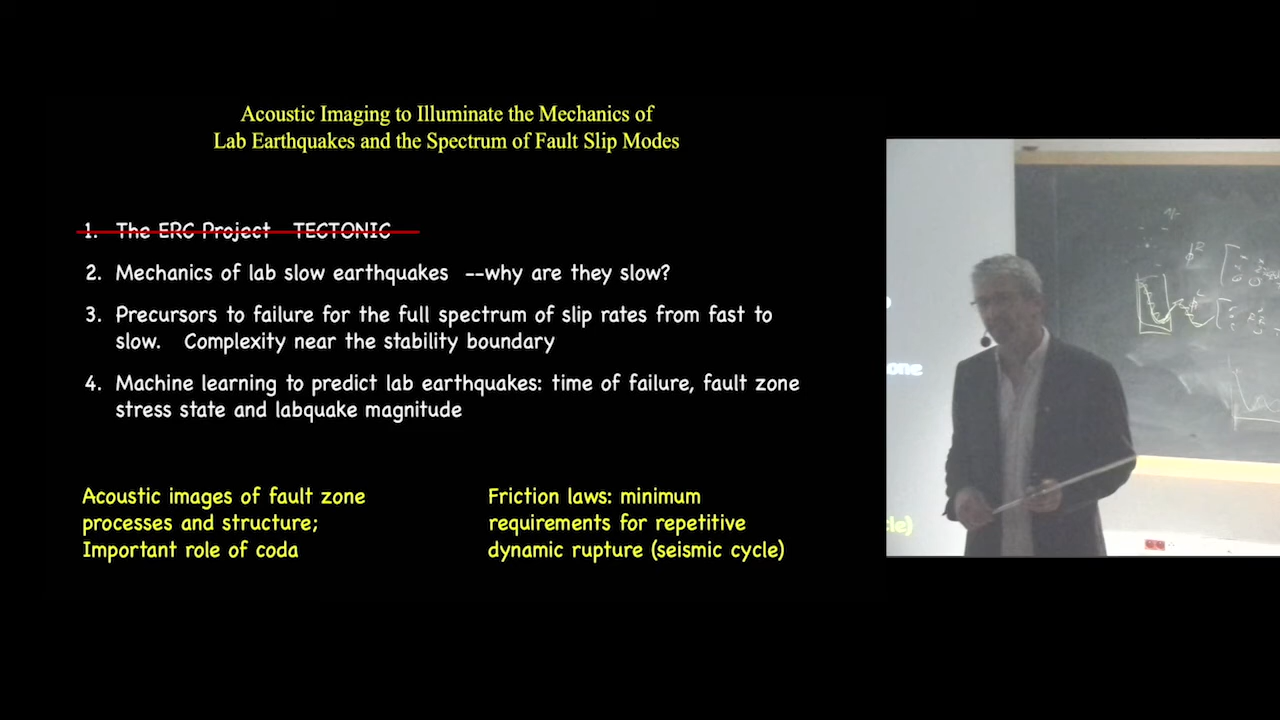 Acoustic Imaging to Illuminate the Mechanics of
Lab Earthquakes and the Spectrum of Fault Slip Modes
1. The ERC Project TECTONIC
2. Mechanics of lab slow earthquakes --why are they slow?
3. Precursors to failure for the full spectrum of slip rates from fast to
slow. Complexity near the stability boundary
4. Machine learning to predict lab earthquakes: time of failure, fault zone
stress state and labquake magnitude
Acoustic images of fault zone
processes and structure;
Important role of coda
Friction laws: minimum
requirements for repetitive
dynamic rupture (seismic cycle)